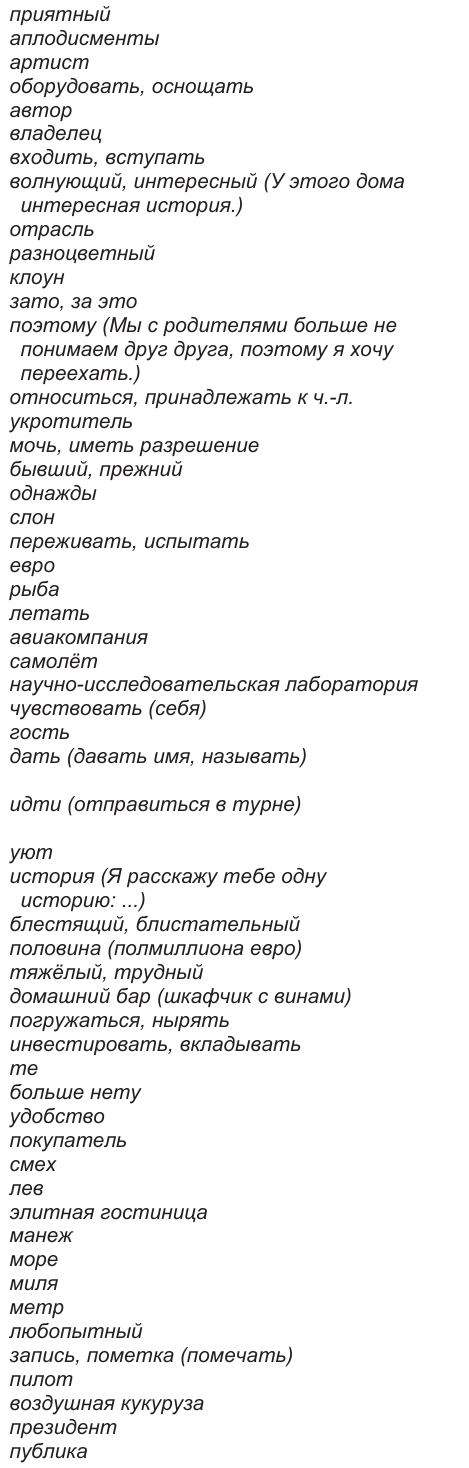 приятный
аплодисменты
артист
оборудовать, оснощать
автор
владелец
входить, вступать
волнующий, интересный (У этого дома
интересная история.)
отрасль
разноцветный
клоун
зато, за это
поэтому (Мы с родителями больше не
понимаем друг друга, поэтому я хочу
переехать.)
относиться, принадлежать к ч.-л.
укротитель
мочь, иметь разрешение
бывший, прежний
однажды
слон
переживать, испытать
евро
рыба
летать
авиакомпания
самолёт
научно-исследовательская лаборатория
чувствовать (себя)
гость
дать (давать имя, называть)
идти (отправиться в турне)
уют
история (Я расскажу тебе одну
историю: ...)
блестящий, блистательный
половина (полмиллиона евро)
тяжёлый, трудный
домашний бар (шкафчик с винами)
погружаться, нырять
инвестировать, вкладывать
те
больше нету
удобство
покупатель
смех
лев
элитная гостиница
манеж
море
миля
метр
любопытный
запись, пометка (помечать)
пилот
воздушная кукуруза
президент
публика